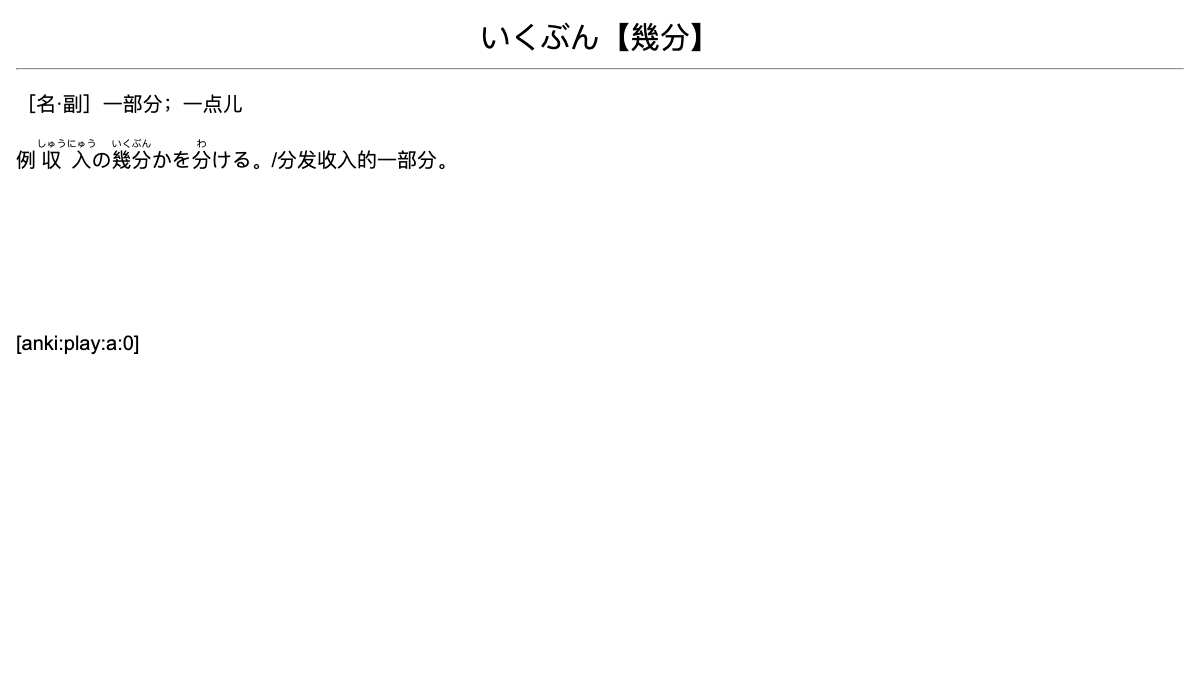 いくぶん【幾分】
［名·副］一部分；一点儿
しゅうにゅう いくぶん わ
例 収入の幾分かを分ける。/分发收入的一部分。
[anki:play:a:0]